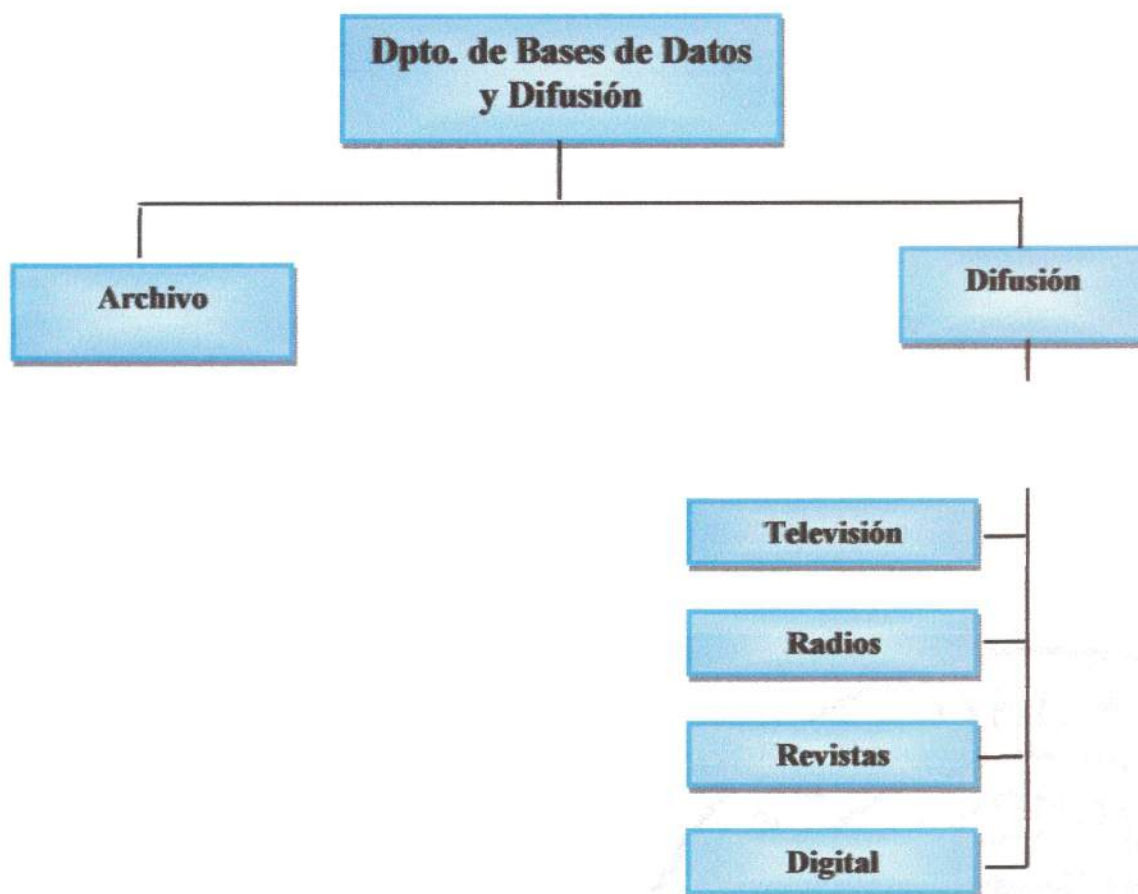 Dpto. de Bases de Datos
y Difusión
Archivo
Difusión
Televisión
Radios
Revistas
Digital